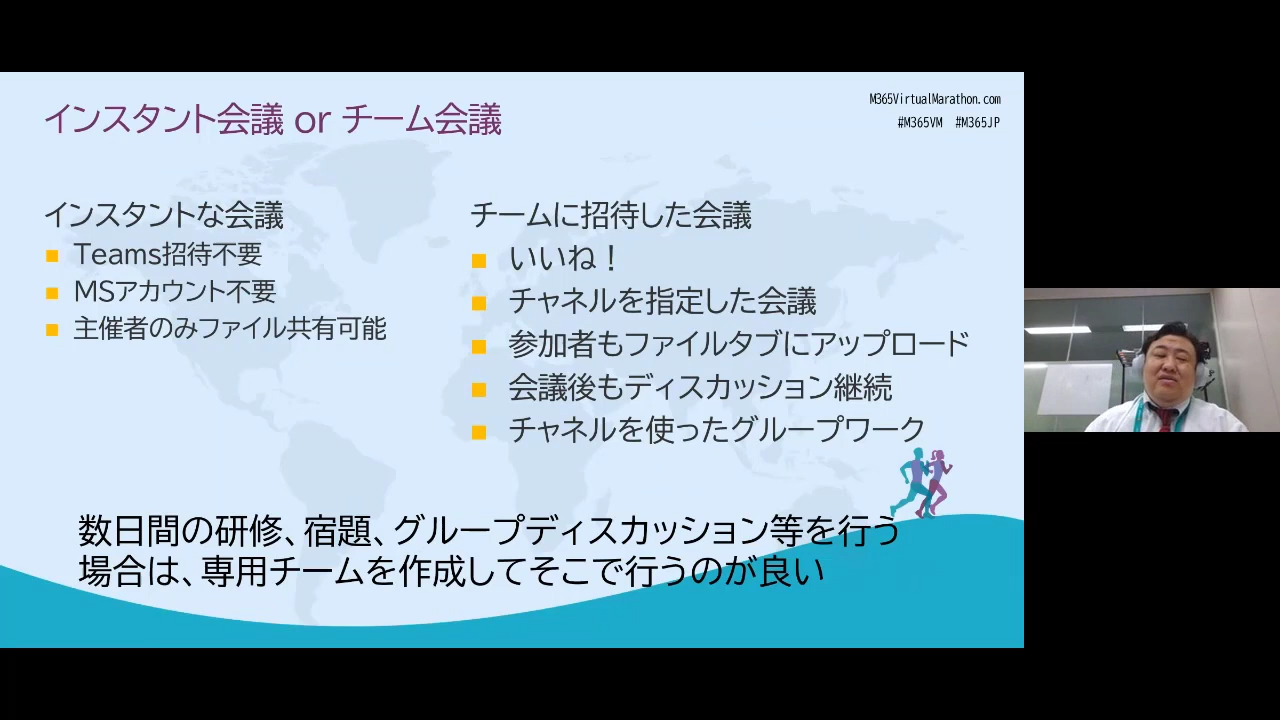 インスタント会議 or チーム会議
M365VirtualMarathon.com
#M365VM #M365JP
インスタントな会議
Teams招待不要
MSアカウント不要
主催者のみファイル共有可能
チームに招待した会議
いいね！
チャネルを指定した会議
参加者もファイルタブにアップロード
会議後もディスカッション継続
チャネルを使ったグループワーク
数日間の研修、宿題、グループディスカッション等を行う
場合は、専用チームを作成してそこで行うのが良い